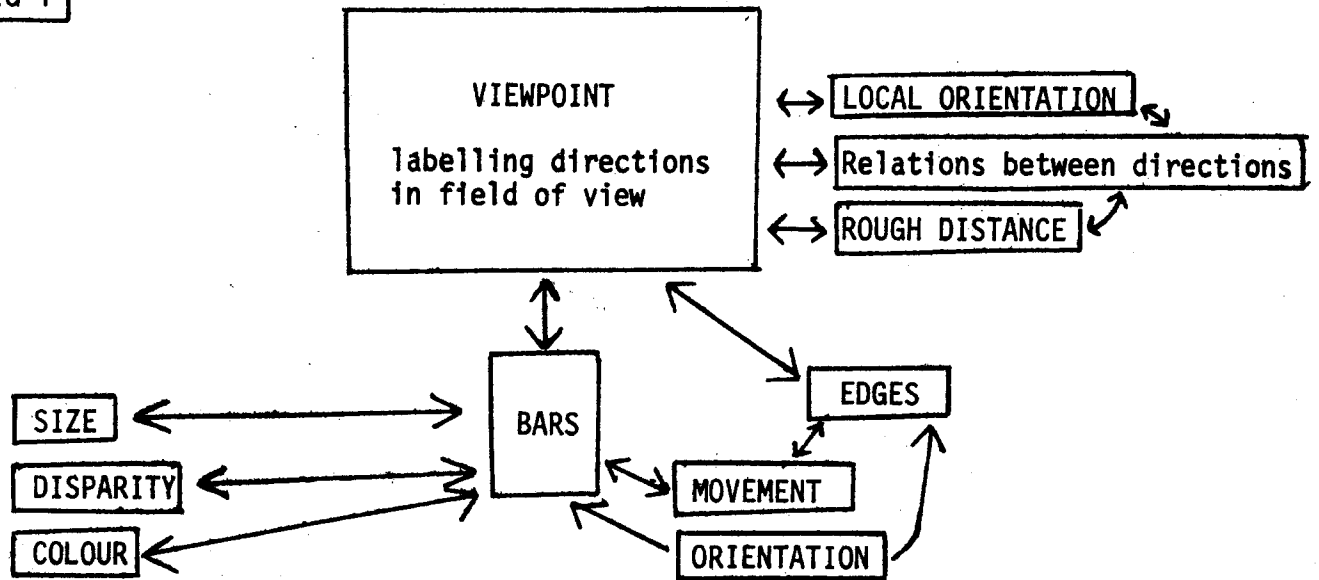 VIEWPOINT
labelling directions
in field of view
LOCAL ORIENTATION
Relations between directions
ROUGH DISTANCE
BARS
EDGES
SIZE
DISPARITY
COLOUR
MOVEMENT
ORIENTATION